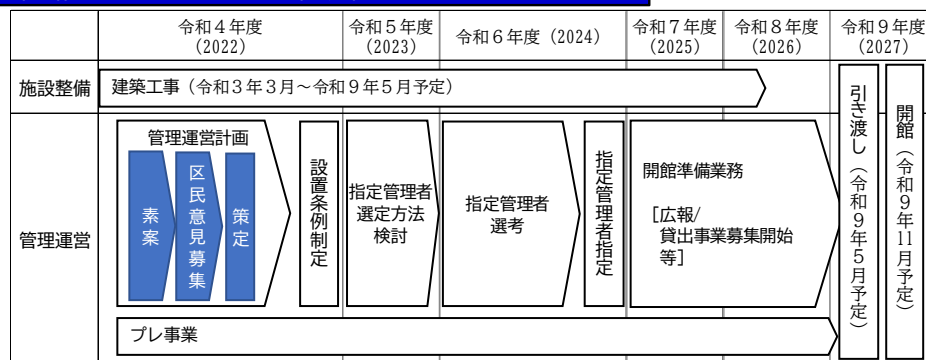 令和４年度
（2022）
令和５年度
（2023）
令和６年度（2024）
令和７年度
（2025）
令和８年度
（2026）
令和９年度
（2027）
施設整備
建築工事（令和３年３月～令和９年５月予定）
管理運営
管理運営計画
素案
区民意見募集
策定
設置条例制定
指定管理者
選定方法
検討
指定管理者
選考
指定管理者指定
開館準備業務
［広報/
貸出事業募集開始
等］
プレ事業
引き渡し（令和９年５月予定）
開館（令和９年11月予定）